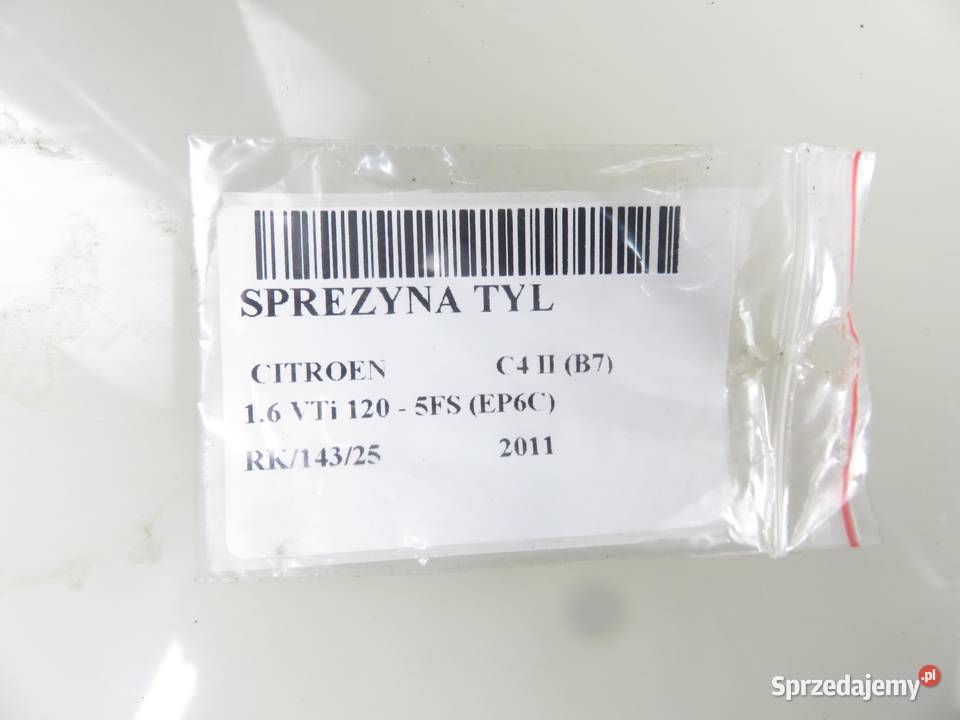 SPREZYNA TYL
CITROEN C4 II (B7)
1.6 VTi 120 - 5FS (EP6C)
RK/143/25 2011
Sprzedajemy.pl